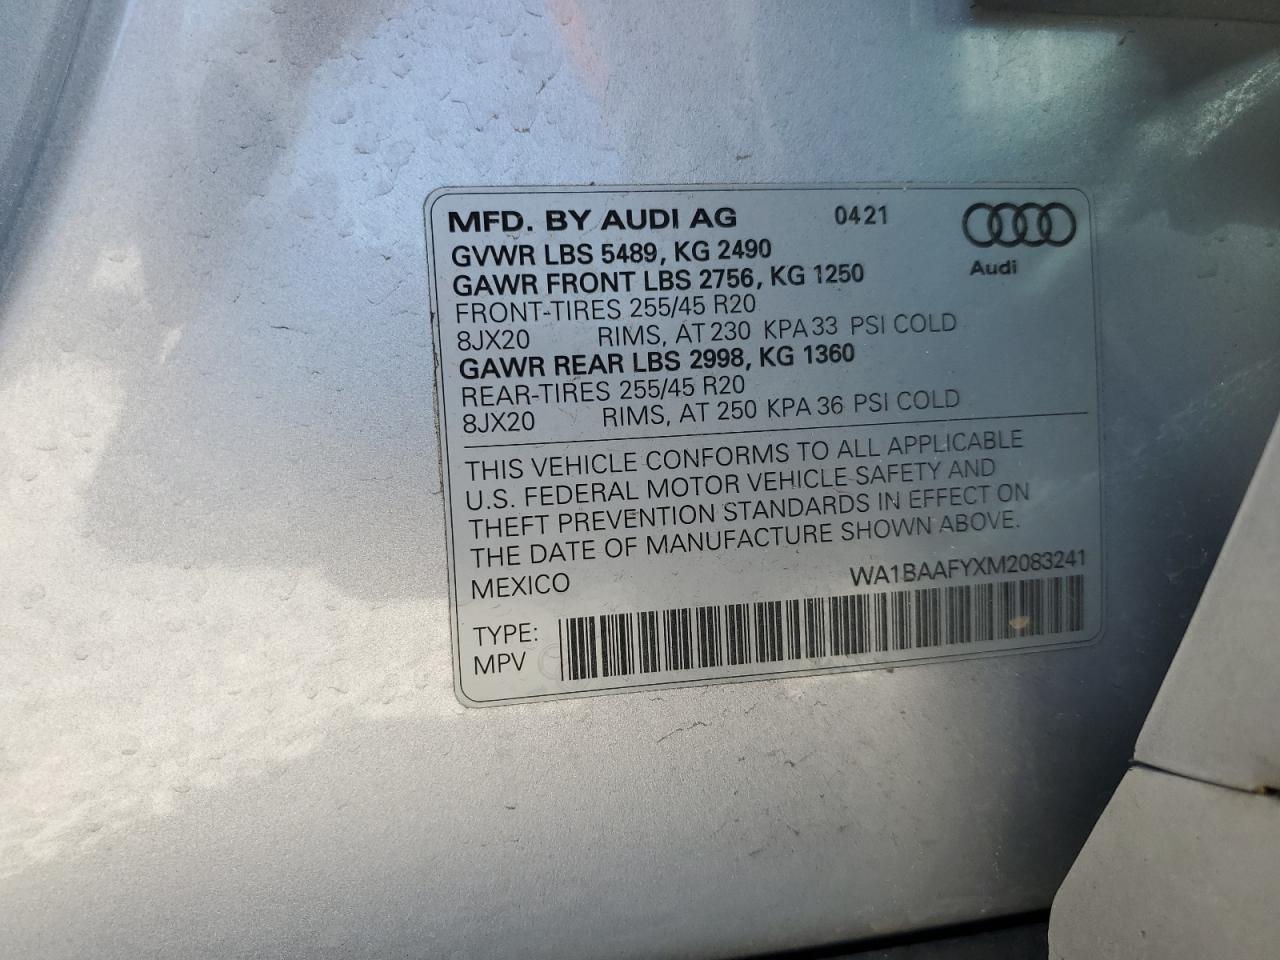 MFD. BY AUDI AG 0421
GVWR LBS 5489, KG 2490
Audi
GAWR FRONT LBS 2756, KG 1250
FRONT-TIRES 255/45 R20
8JX20 RIMS, AT 230 KPA 33 PSI COLD
GAWR REAR LBS 2998, KG 1360
REAR-TIRES 255/45 R20
8JX20 RIMS, AT 250 KPA 36 PSI COLD
THIS VEHICLE CONFORMS TO ALL APPLICABLE
U.S. FEDERAL MOTOR VEHICLE SAFETY AND
THEFT PREVENTION STANDARDS IN EFFECT ON
THE DATE OF MANUFACTURE SHOWN ABOVE.
MEXICO WA1BAAFYXM2083241
TYPE:
MPV